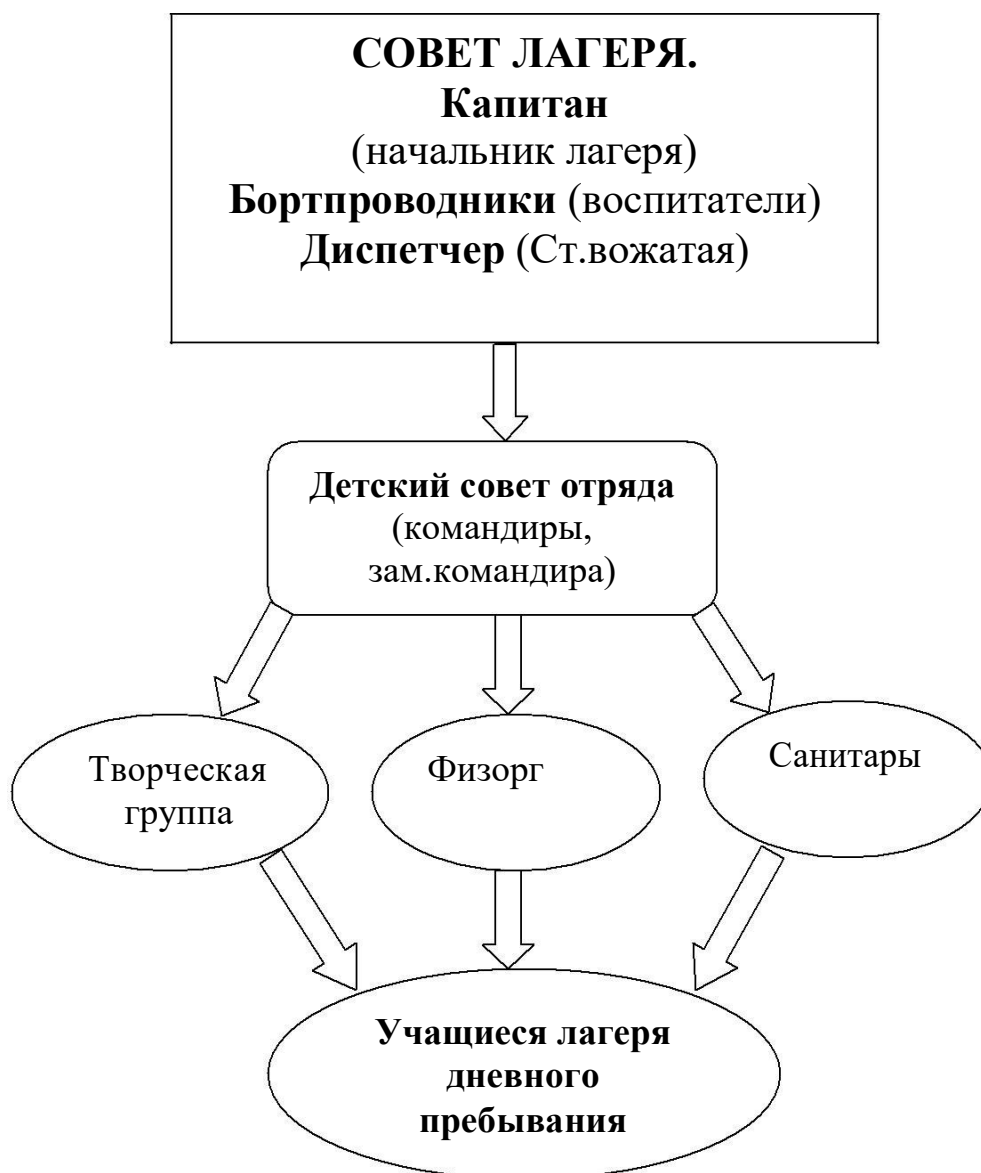 СОВЕТ ЛАГЕРЯ.
Капитан
(начальник лагеря)
Бортпроводники (воспитатели)
Диспетчер (Ст.вожатая)
Детский совет отряда
(командиры,
зам.командира)
Творческая
группа
Физорг
Санитары
Учащиеся лагеря
дневного
пребывания